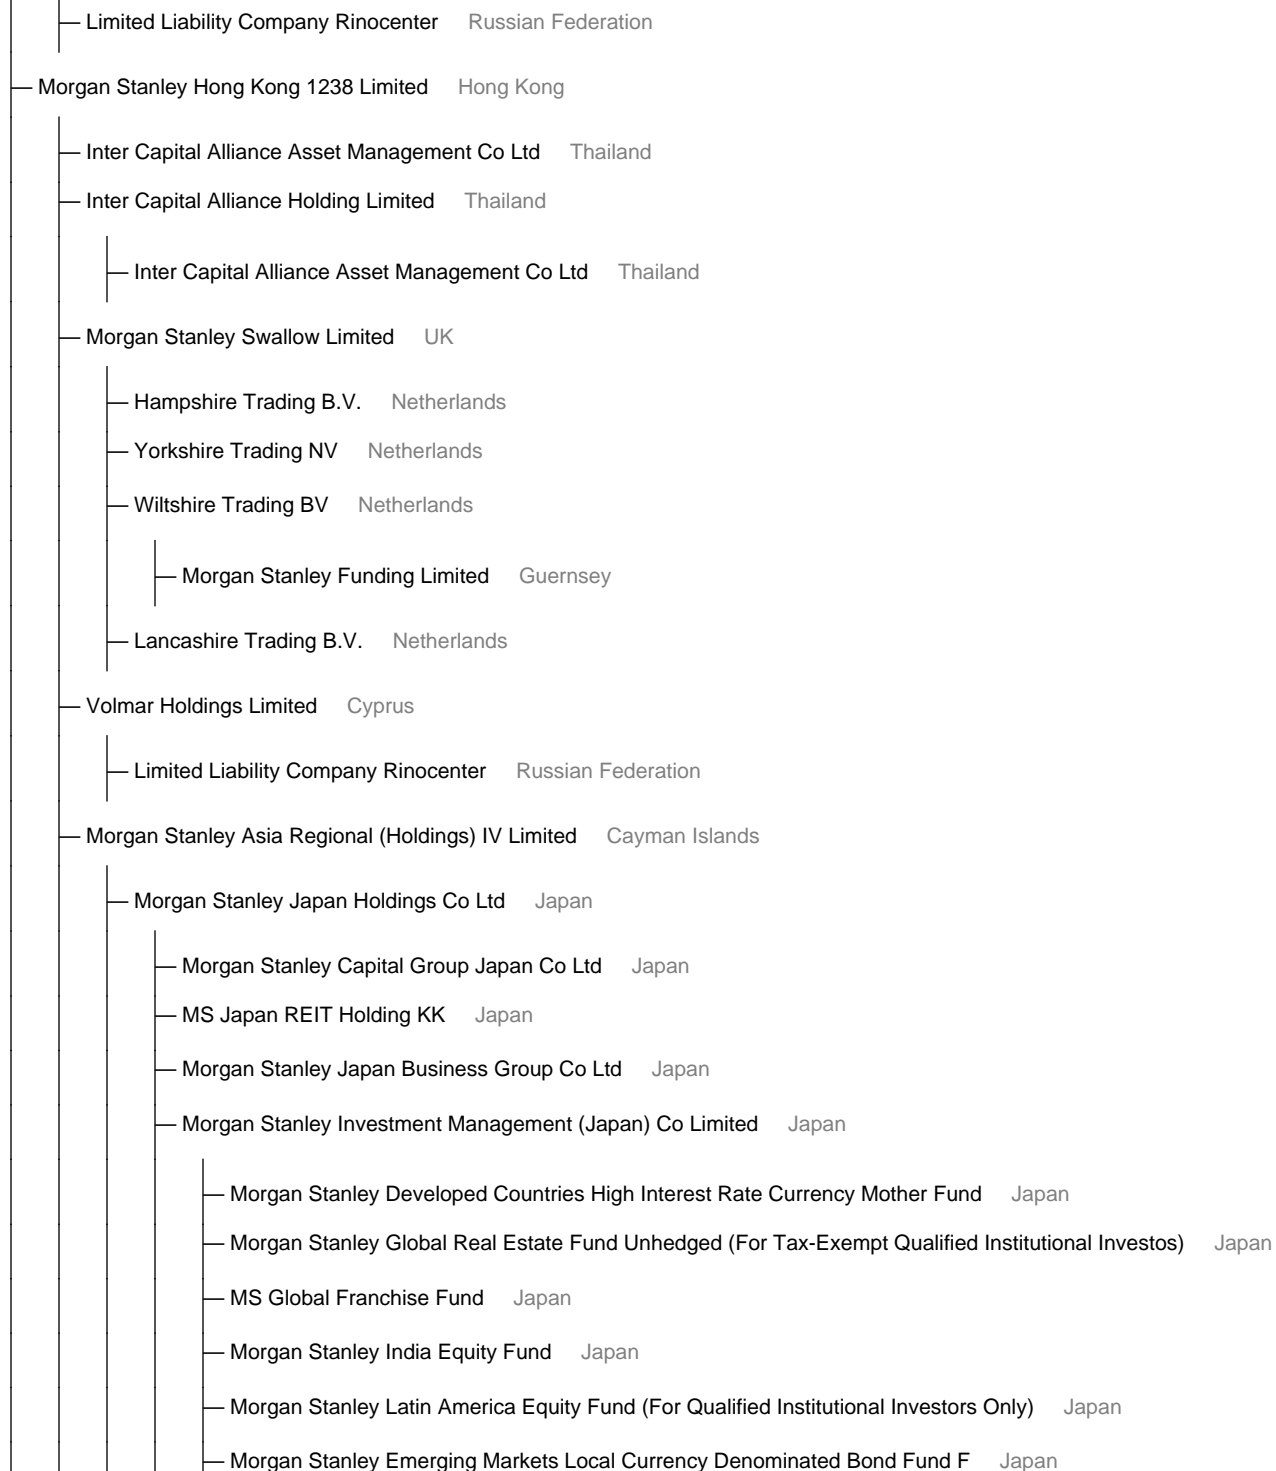 Limited Liability Company Rinocenter Russian Federation
Morgan Stanley Hong Kong 1238 Limited Hong Kong
Inter Capital Alliance Asset Management Co Ltd Thailand
Inter Capital Alliance Holding Limited Thailand
Inter Capital Alliance Asset Management Co Ltd Thailand
Morgan Stanley Swallow Limited UK
Hampshire Trading B.V. Netherlands
Yorkshire Trading NV Netherlands
Wiltshire Trading BV Netherlands
Morgan Stanley Funding Limited Guernsey
Lancashire Trading B.V. Netherlands
Volmar Holdings Limited Cyprus
Limited Liability Company Rinocenter Russian Federation
Morgan Stanley Asia Regional (Holdings) IV Limited Cayman Islands
Morgan Stanley Japan Holdings Co Ltd Japan
Morgan Stanley Capital Group Japan Co Ltd Japan
MS Japan REIT Holding KK Japan
Morgan Stanley Japan Business Group Co Ltd Japan
Morgan Stanley Investment Management (Japan) Co Limited Japan
Morgan Stanley Developed Countries High Interest Rate Currency Mother Fund Japan
Morgan Stanley Global Real Estate Fund Unhedged (For Tax-Exempt Qualified Institutional Investos) Japan
MS Global Franchise Fund Japan
Morgan Stanley India Equity Fund Japan
Morgan Stanley Latin America Equity Fund (For Qualified Institutional Investors Only) Japan
Morgan Stanley Emerging Markets Local Currency Denominated Bond Fund F Japan